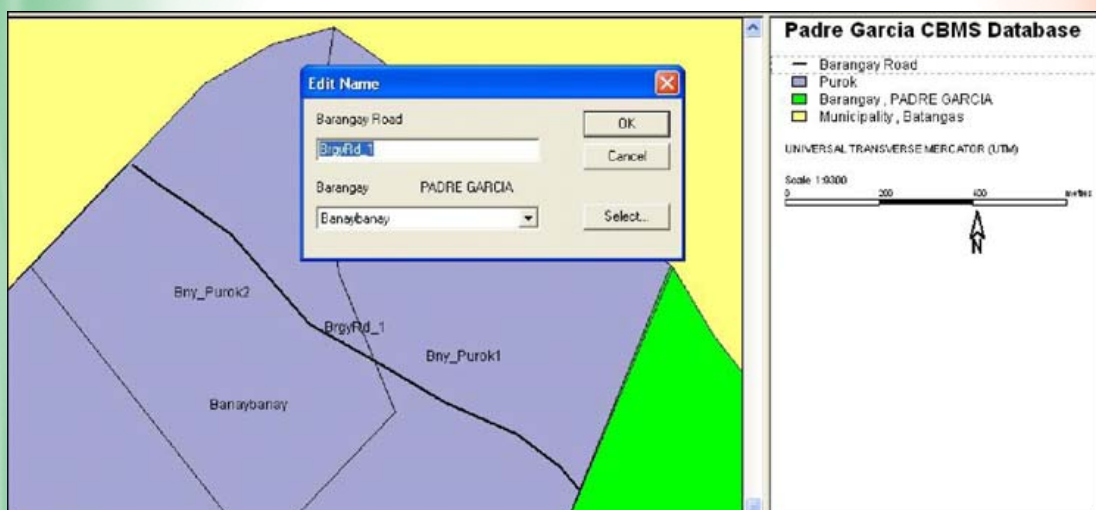 Edit Name
Barangay Road
BrgyRd_1
Barangay PADRE GARCIA
Banaybanay
OK
Cancel
Select...
Bny_Purok2
BrgyRd_1
Bny_Purok1
Banaybanay
Padre Garcia CBMS Database
Barangay Road
Purok
Barangay , PADRE GARCIA
Municipality , Batangas
UNIVERSAL TRANSVERSE MERCATOR (UTM)
Scale 1:9300
0 200 400 metres
N